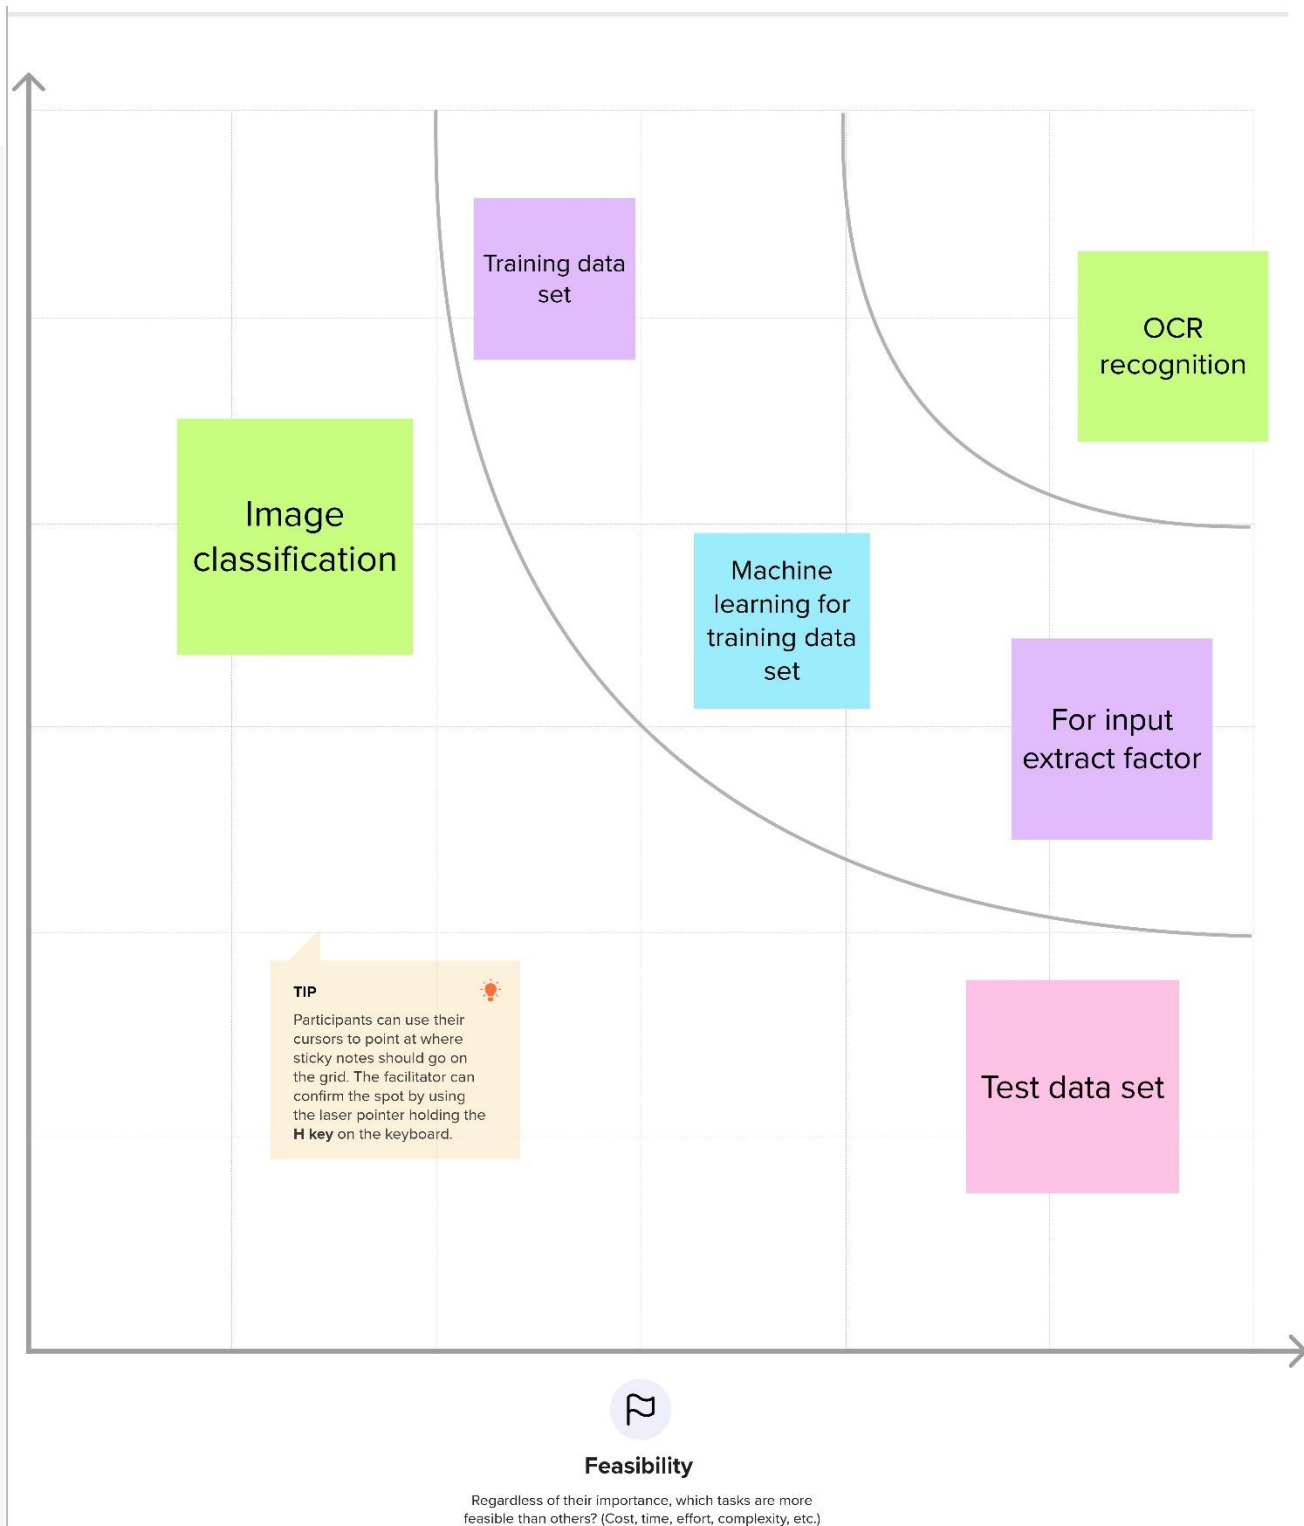 Training data
set
OCR
recognition
Image
classification
Machine
learning for
training data
set
For input
extract factor
TIP
Participants can use their
cursors to point at where
sticky notes should go on
the grid. The facilitator can
confirm the spot by using
the laser pointer holding the
H key on the keyboard.
Test data set
Feasibility
Regardless of their importance, which tasks are more
feasible than others? (Cost, time, effort, complexity, etc.)